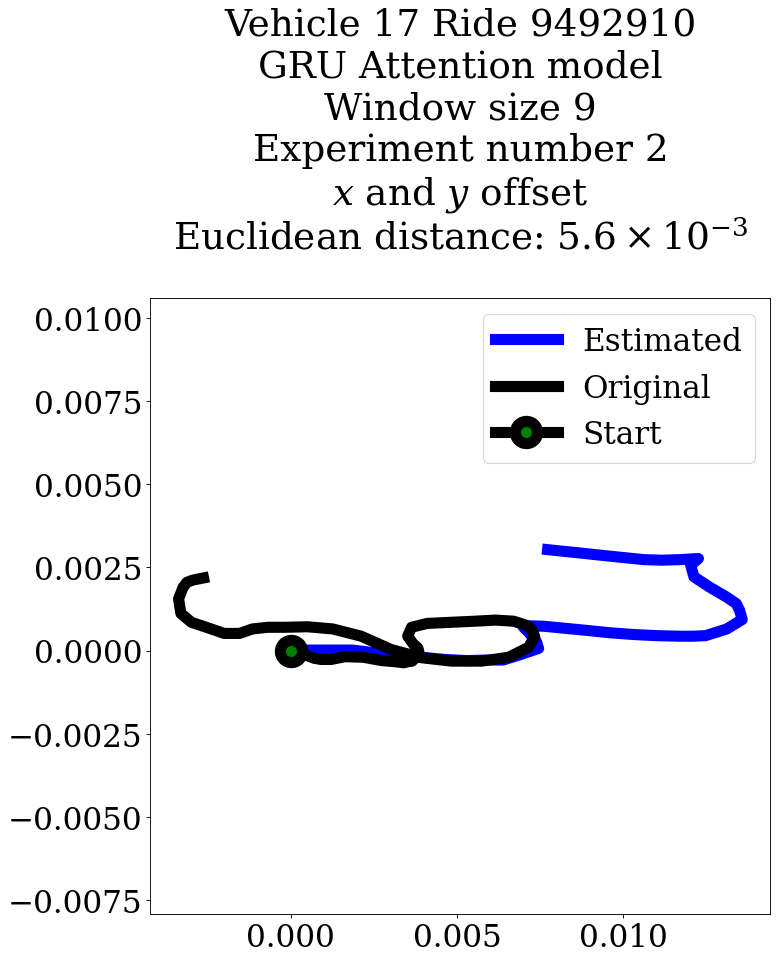 Vehicle 17 Ride 9492910
GRU Attention model
Window size 9
Experiment number 2
x and y offset
Euclidean distance: 5.6 × 10⁻³
Estimated
Original
Start
0.0100
0.0075
0.0050
0.0025
0.0000
−0.0025
−0.0050
−0.0075
0.000 0.005 0.010